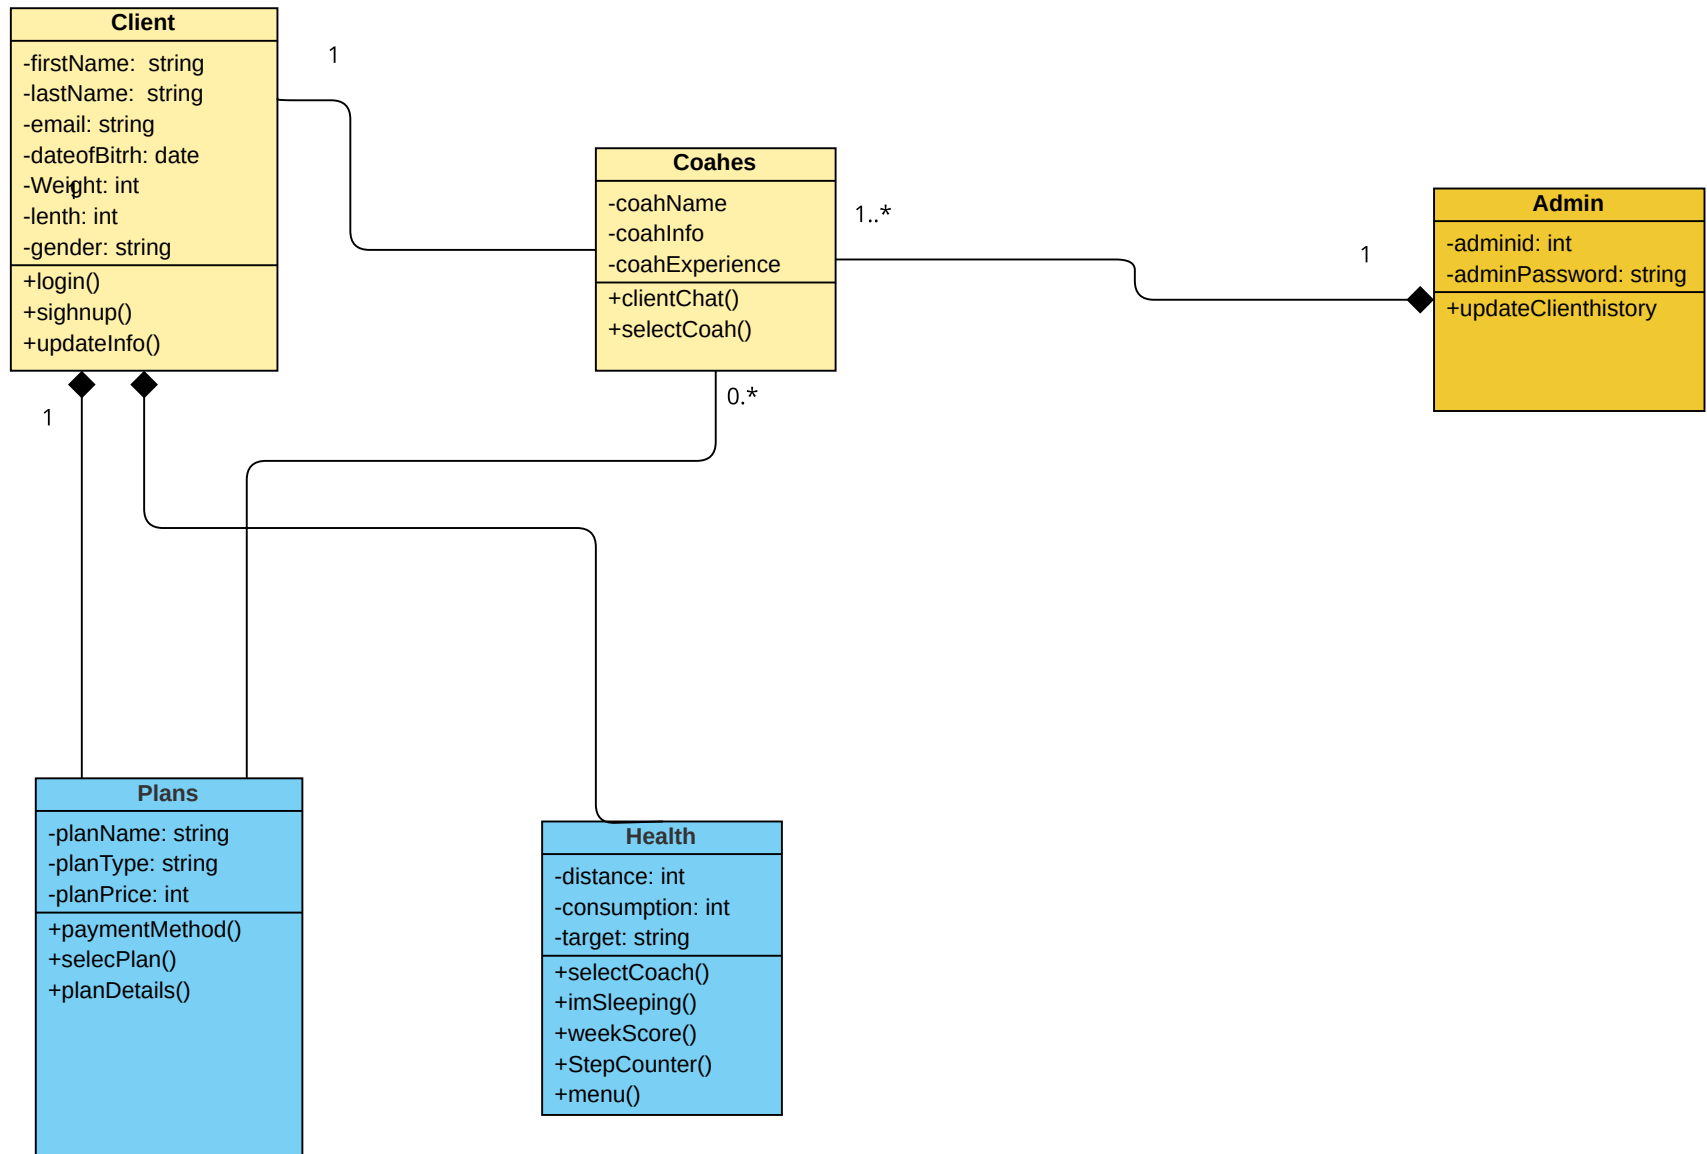 Client
-firstName:  string
-lastName:  string
-email: string
-dateofBitrh: date
-Weight: int
1
-lenth: int
-gender: string
+login()
+sighnup()
+updateInfo()
1
1
Coahes
-coahName
-coahInfo
-coahExperience
+clientChat()
+selectCoah()
1..*
0.*
1
Admin
-adminid: int
-adminPassword: string
+updateClienthistory
Plans
-planName: string
-planType: string
-planPrice: int
+paymentMethod()
+selecPlan()
+planDetails()
Health
-distance: int
-consumption: int
-target: string
+selectCoach()
+imSleeping()
+weekScore()
+StepCounter()
+menu()